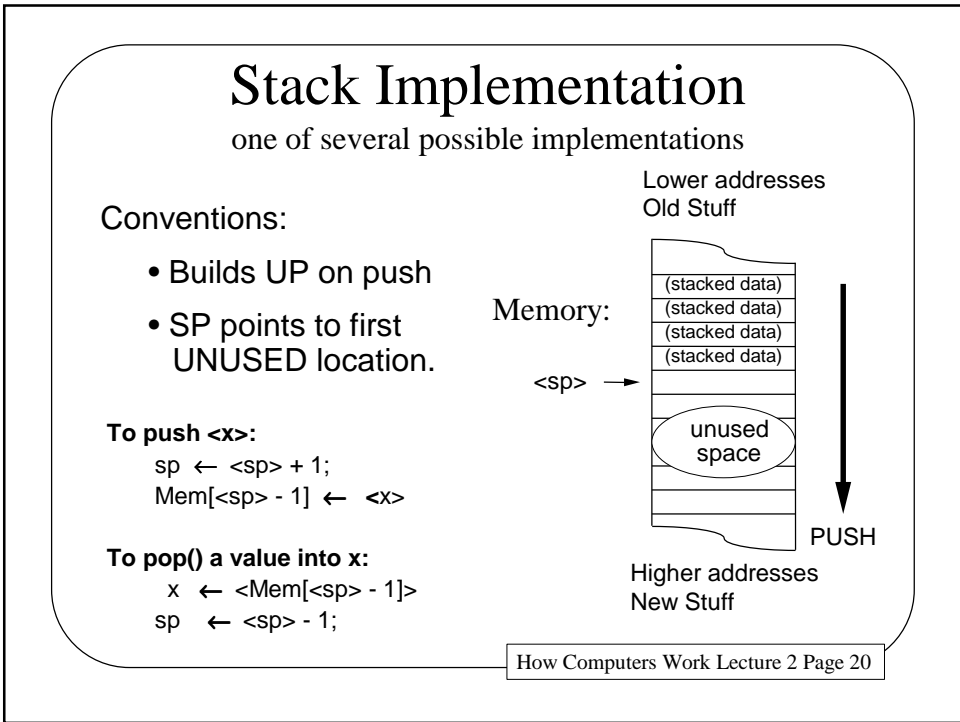 Stack Implementation
one of several possible implementations
Conventions:
• Builds UP on push
• SP points to first
UNUSED location.
To push <x>:
sp ← <sp> + 1;
Mem[<sp> - 1] ← <x>
To pop() a value into x:
x ← <Mem[<sp> - 1]>
sp ← <sp> - 1;
Lower addresses
Old Stuff
Memory:
(stacked data)
(stacked data)
(stacked data)
(stacked data)
<sp> →
unused
space
PUSH
Higher addresses
New Stuff
How Computers Work Lecture 2 Page 20